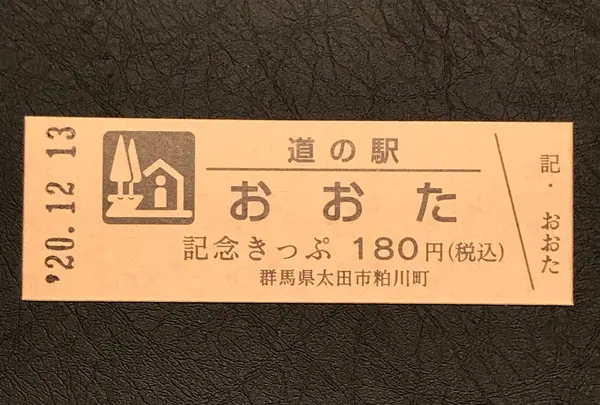 '20.12.13
道の駅
おおた
記念きっぷ 180円(税込)
群馬県太田市粕川町
記・おおた